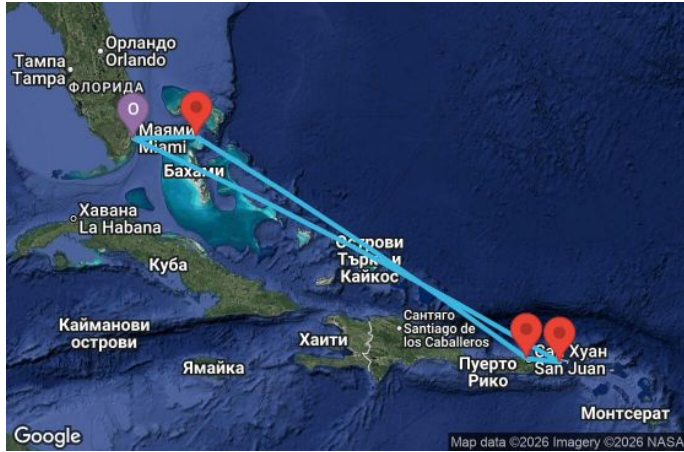 Орландо
Orlando
Тампа
Tampa
ФЛОРИДА
O
Маями
Miami
Бахами
Хавана
La Habana
Куба
Острови
Търкс и
Кайкос
Кайманови
острови
Ямайка
Хаити
Сантяго
Santiago de
los Caballeros
Пуерто
Рико
Сан Хуан
San Juan
Монтсерат
Google
Map data ©2026 Imagery ©2026 NASA